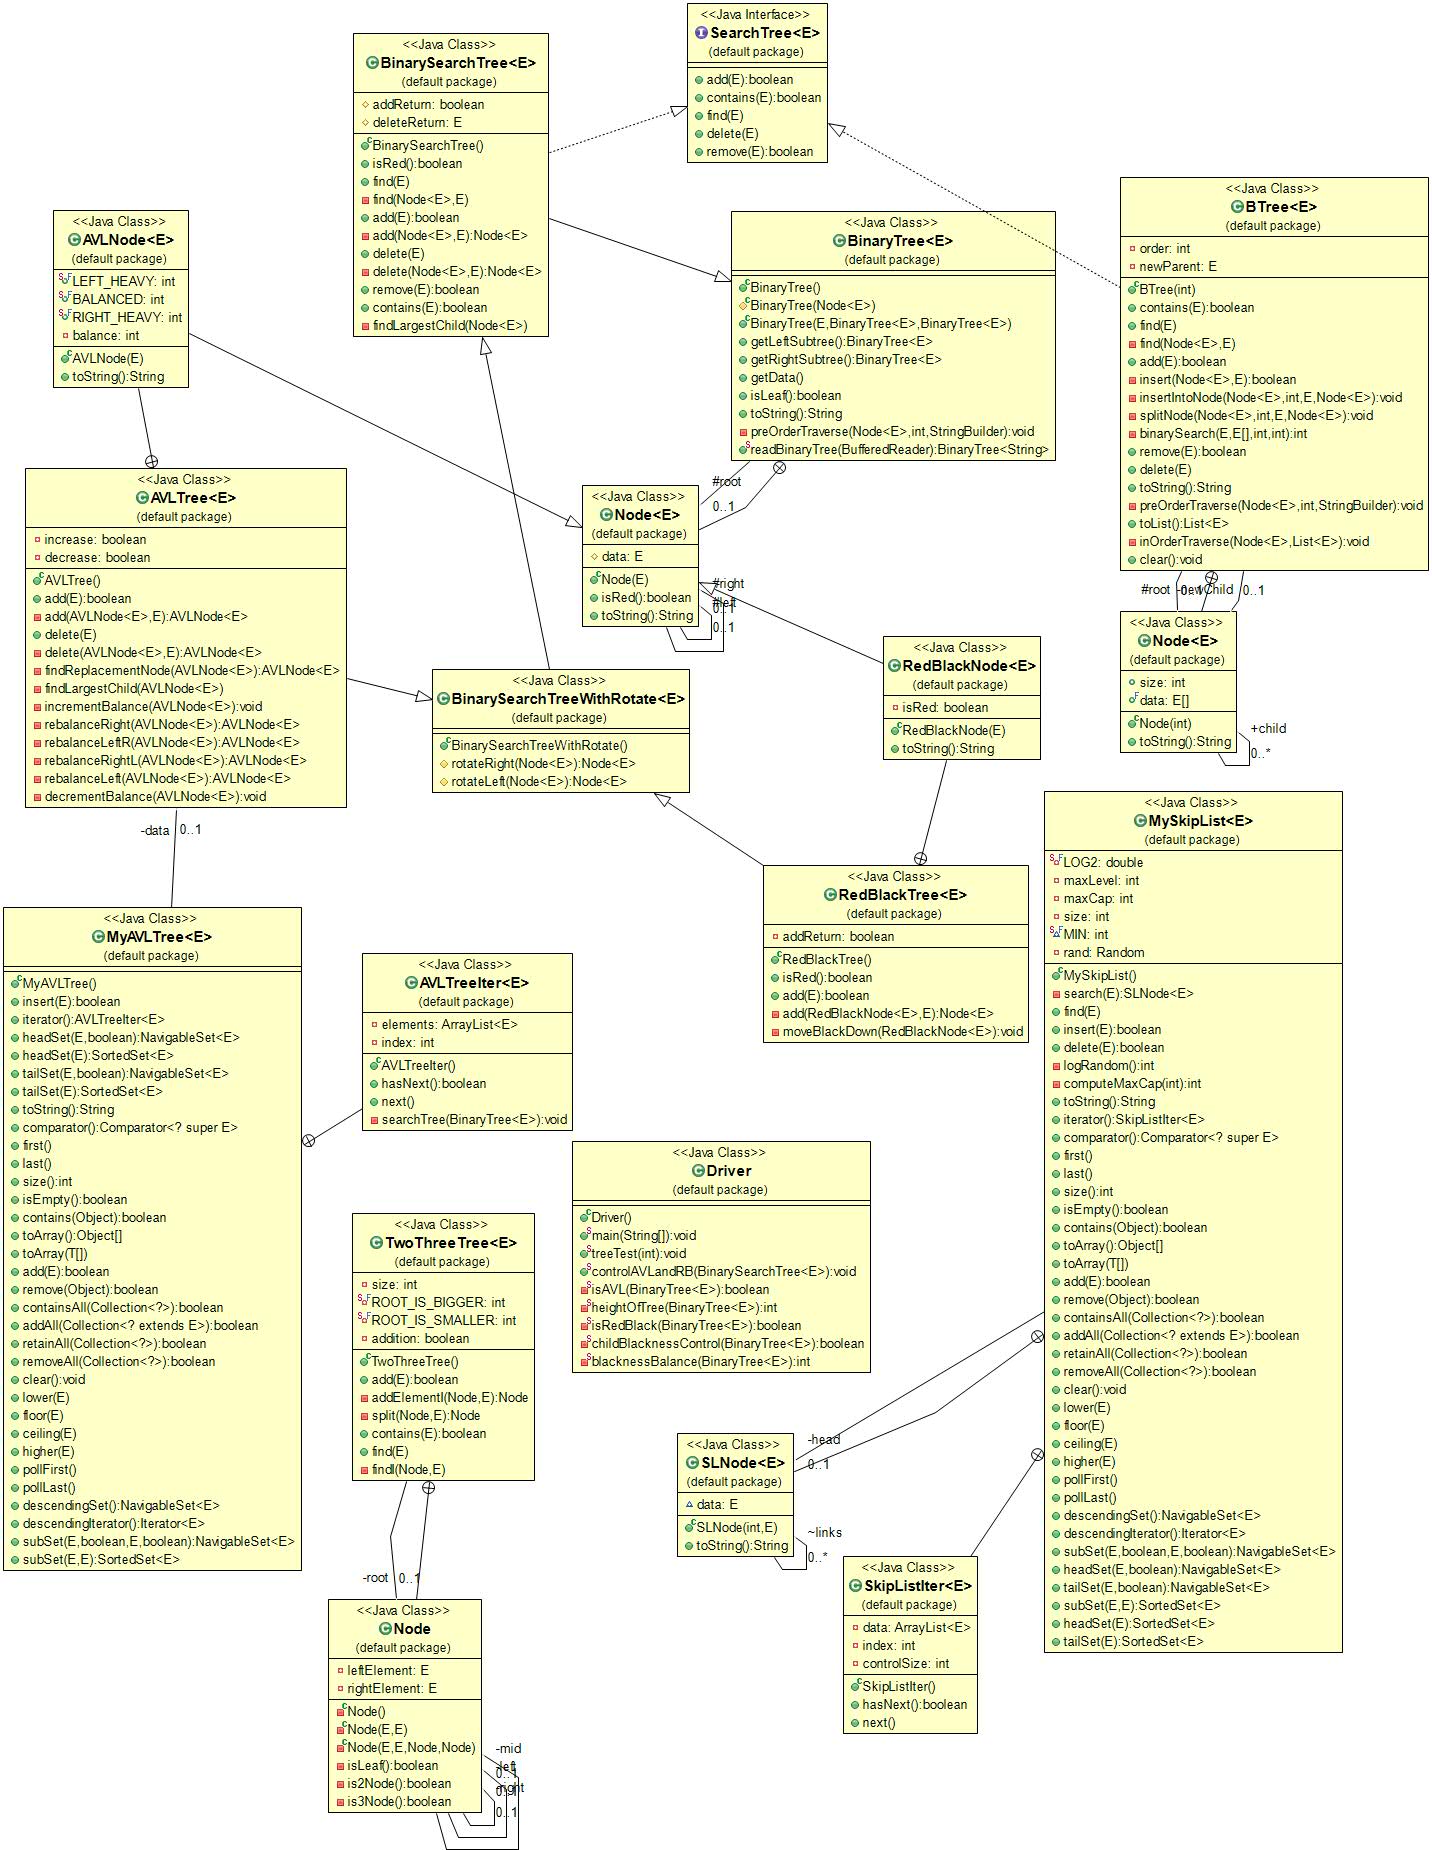 <<Java Interface>>
SearchTree<E>
(default package)
add(E):boolean
contains(E):boolean
find(E)
delete(E)
remove(E):boolean
<<Java Class>>
BinarySearchTree<E>
(default package)
addReturn: boolean
deleteReturn: E
BinarySearchTree()
isRed():boolean
find(E)
find(Node<E>,E)
add(E):boolean
add(Node<E>,E):Node<E>
delete(E)
delete(Node<E>,E):Node<E>
remove(E):boolean
contains(E):boolean
findLargestChild(Node<E>)
<<Java Class>>
BTree<E>
(default package)
order: int
newParent: E
BTree(int)
contains(E):boolean
find(E)
find(Node<E>,E)
add(E):boolean
insert(Node<E>,E):boolean
insertIntoNode(Node<E>,int,E,Node<E>):void
splitNode(Node<E>,int,E,Node<E>):void
binarySearch(E,E[],int,int):int
remove(E):boolean
delete(E)
toString():String
preOrderTraverse(Node<E>,int,StringBuilder):void
toList():List<E>
inOrderTraverse(Node<E>,List<E>):void
clear():void
<<Java Class>>
AVLNode<E>
(default package)
LEFT_HEAVY: int
BALANCED: int
RIGHT_HEAVY: int
balance: int
AVLNode(E)
toString():String
<<Java Class>>
BinaryTree<E>
(default package)
BinaryTree()
BinaryTree(Node<E>)
BinaryTree(E,BinaryTree<E>,BinaryTree<E>)
getLeftSubtree():BinaryTree<E>
getRightSubtree():BinaryTree<E>
getData()
isLeaf():boolean
toString():String
preOrderTraverse(Node<E>,int,StringBuilder):void
readBinaryTree(BufferedReader):BinaryTree<String>
#root
0..1
<<Java Class>>
AVLTree<E>
(default package)
increase: boolean
decrease: boolean
AVLTree()
add(E):boolean
add(AVLNode<E>,E):AVLNode<E>
delete(E)
delete(AVLNode<E>,E):AVLNode<E>
findReplacementNode(AVLNode<E>):AVLNode<E>
findLargestChild(AVLNode<E>)
incrementBalance(AVLNode<E>):void
rebalanceRight(AVLNode<E>):AVLNode<E>
rebalanceLeftR(AVLNode<E>):AVLNode<E>
rebalanceRightL(AVLNode<E>):AVLNode<E>
rebalanceLeft(AVLNode<E>):AVLNode<E>
decrementBalance(AVLNode<E>):void
-data 0..1
<<Java Class>>
Node<E>
(default package)
data: E
Node(E)
isRed():boolean
toString():String
#right
#left
0..1
0..1
#root 0..1 -newChild 0..1
<<Java Class>>
Node<E>
(default package)
size: int
data: E[]
Node(int)
toString():String
+child
0..*
<<Java Class>>
RedBlackNode<E>
(default package)
isRed: boolean
RedBlackNode(E)
toString():String
<<Java Class>>
BinarySearchTreeWithRotate<E>
(default package)
BinarySearchTreeWithRotate()
rotateRight(Node<E>):Node<E>
rotateLeft(Node<E>):Node<E>
<<Java Class>>
RedBlackTree<E>
(default package)
addReturn: boolean
RedBlackTree()
isRed():boolean
add(E):boolean
add(RedBlackNode<E>,E):Node<E>
moveBlackDown(RedBlackNode<E>):void
<<Java Class>>
MySkipList<E>
(default package)
LOG2: double
maxLevel: int
maxCap: int
size: int
MIN: int
rand: Random
MySkipList()
search(E):SLNode<E>
find(E)
insert(E):boolean
delete(E):boolean
logRandom():int
computeMaxCap(int):int
toString():String
iterator():SkipListIter<E>
comparator():Comparator<? super E>
first()
last()
size():int
isEmpty():boolean
contains(Object):boolean
toArray():Object[]
toArray(T[])
add(E):boolean
remove(Object):boolean
containsAll(Collection<?>):boolean
addAll(Collection<? extends E>):boolean
retainAll(Collection<?>):boolean
removeAll(Collection<?>):boolean
clear():void
lower(E)
floor(E)
ceiling(E)
higher(E)
pollFirst()
pollLast()
descendingSet():NavigableSet<E>
descendingIterator():Iterator<E>
subSet(E,boolean,E,boolean):NavigableSet<E>
headSet(E,boolean):NavigableSet<E>
tailSet(E,boolean):NavigableSet<E>
subSet(E,E):SortedSet<E>
headSet(E):SortedSet<E>
tailSet(E):SortedSet<E>
<<Java Class>>
MyAVLTree<E>
(default package)
MyAVLTree()
insert(E):boolean
iterator():AVLTreeIter<E>
headSet(E,boolean):NavigableSet<E>
headSet(E):SortedSet<E>
tailSet(E,boolean):NavigableSet<E>
tailSet(E):SortedSet<E>
toString():String
comparator():Comparator<? super E>
first()
last()
size():int
isEmpty():boolean
contains(Object):boolean
toArray():Object[]
toArray(T[])
add(E):boolean
remove(Object):boolean
containsAll(Collection<?>):boolean
addAll(Collection<? extends E>):boolean
retainAll(Collection<?>):boolean
removeAll(Collection<?>):boolean
clear():void
lower(E)
floor(E)
ceiling(E)
higher(E)
pollFirst()
pollLast()
descendingSet():NavigableSet<E>
descendingIterator():Iterator<E>
subSet(E,boolean,E,boolean):NavigableSet<E>
subSet(E,E):SortedSet<E>
<<Java Class>>
AVLTreeIter<E>
(default package)
elements: ArrayList<E>
index: int
AVLTreeIter()
hasNext():boolean
next()
searchTree(BinaryTree<E>):void
<<Java Class>>
Driver
(default package)
Driver()
main(String[]):void
treeTest(int):void
controlAVLandRB(BinarySearchTree<E>):void
isAVL(BinaryTree<E>):boolean
heightOfTree(BinaryTree<E>):int
isRedBlack(BinaryTree<E>):boolean
childBlacknessControl(BinaryTree<E>):boolean
blacknessBalance(BinaryTree<E>):int
<<Java Class>>
TwoThreeTree<E>
(default package)
size: int
ROOT_IS_BIGGER: int
ROOT_IS_SMALLER: int
addition: boolean
TwoThreeTree()
add(E):boolean
addElementI(Node,E):Node
split(Node,E):Node
contains(E):boolean
find(E)
findI(Node,E)
-root 0..1
<<Java Class>>
SLNode<E>
(default package)
data: E
SLNode(int,E)
toString():String
-head
0..1
~links
0..*
<<Java Class>>
SkipListIter<E>
(default package)
data: ArrayList<E>
index: int
controlSize: int
SkipListIter()
hasNext():boolean
next()
<<Java Class>>
Node
(default package)
leftElement: E
rightElement: E
Node()
Node(E,E)
Node(E,E,Node,Node)
isLeaf():boolean
is2Node():boolean
is3Node():boolean
-mid
-left
0..1
-right
0..1
0..1